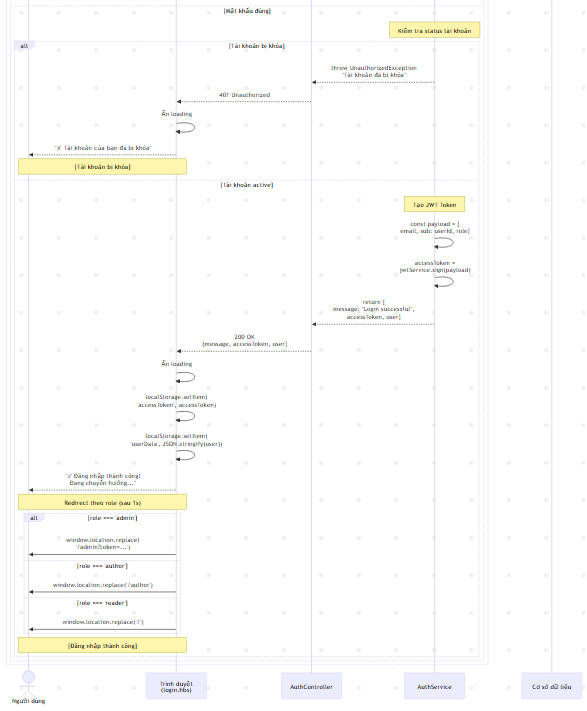 [Mật khẩu đúng]
Kiểm tra status tài khoản
alt
[Tài khoản bị khóa]
throw UnauthorizedException
"Tài khoản đã bị khóa"
401 Unauthorized
Ẩn loading
"✗ Tài khoản của bạn đã bị khóa"
[Tài khoản bị khóa]
[Tài khoản active]
Tạo JWT Token
const payload = {
email, sub: userId, role}
accessToken =
jwtService.sign(payload)
return {
message: "Login successful",
accessToken, user}
200 OK
{message, accessToken, user}
Ẩn loading
localStorage.setItem(
'accessToken', accessToken)
localStorage.setItem(
'userData', JSON.stringify(user))
"✓ Đăng nhập thành công!
Đang chuyển hướng..."
Redirect theo role (sau 1s)
alt
[role === 'admin']
window.location.replace(
'/admin?token=...')
[role === 'author']
window.location.replace('/author')
[role === 'reader']
window.location.replace('/')
[Đăng nhập thành công]
Người dùng
Trình duyệt
(login.hbs)
AuthController
AuthService
Cơ sở dữ liệu